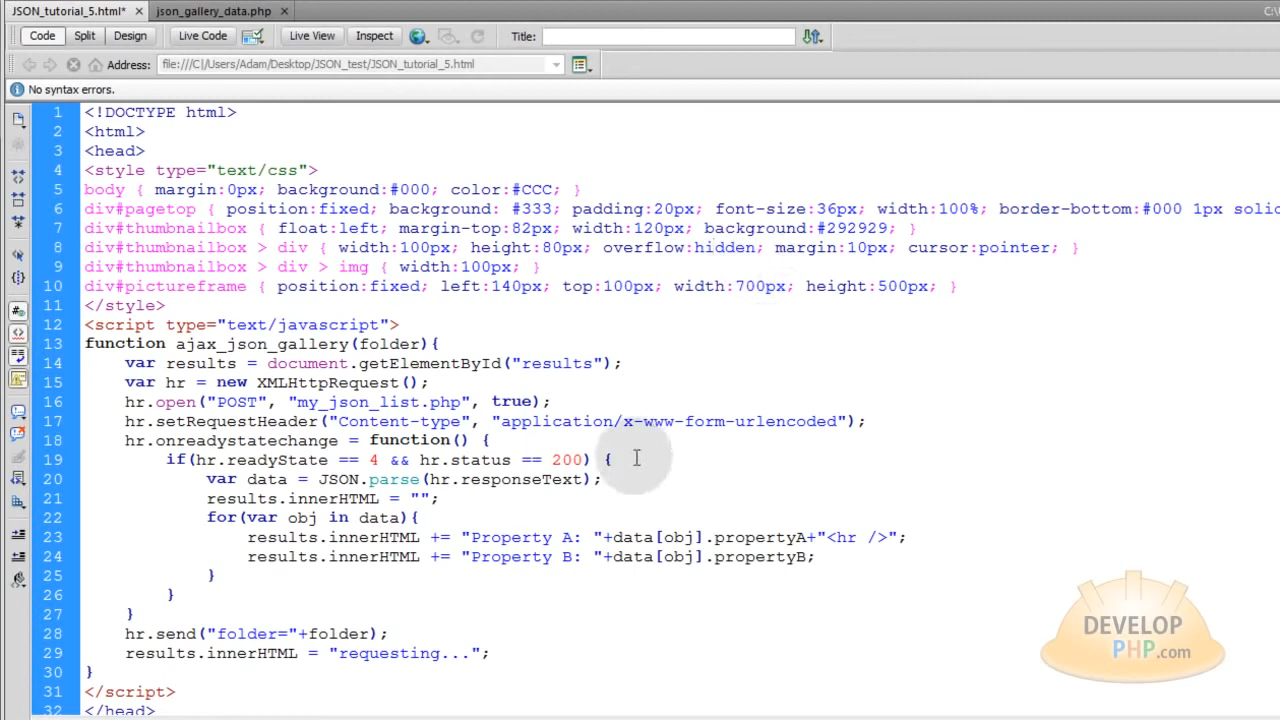 JSON_tutorial_5.html* × json_gallery_data.php ×
C:\
Code Split Design Live Code Live View Inspect Title:
Address: file:///C|/Users/Adam/Desktop/JSON_test/JSON_tutorial_5.html
No syntax errors.
1 <!DOCTYPE html>
2 <html>
3 <head>
4 <style type="text/css">
5 body { margin:0px; background:#000; color:#CCC; }
6 div#pagetop { position:fixed; background: #333; padding:20px; font-size:36px; width:100%; border-bottom:#000 1px solid
7 div#thumbnailbox { float:left; margin-top:82px; width:120px; background:#292929; }
8 div#thumbnailbox > div { width:100px; height:80px; overflow:hidden; margin:10px; cursor:pointer; }
9 div#thumbnailbox > div > img { width:100px; }
10 div#pictureframe { position:fixed; left:140px; top:100px; width:700px; height:500px; }
11 </style>
12 <script type="text/javascript">
13 function ajax_json_gallery(folder){
14 var results = document.getElementById("results");
15 var hr = new XMLHttpRequest();
16 hr.open("POST", "my_json_list.php", true);
17 hr.setRequestHeader("Content-type", "application/x-www-form-urlencoded");
18 hr.onreadystatechange = function() {
19 if(hr.readyState == 4 && hr.status == 200) {
20 var data = JSON.parse(hr.responseText);
21 results.innerHTML = "";
22 for(var obj in data){
23 results.innerHTML += "Property A: "+data[obj].propertyA+"<hr />";
24 results.innerHTML += "Property B: "+data[obj].propertyB;
25 }
26 }
27 }
28 hr.send("folder="+folder);
29 results.innerHTML = "requesting...";
30 }
31 </script>
32 </head>
DEVELOP
PHP.com